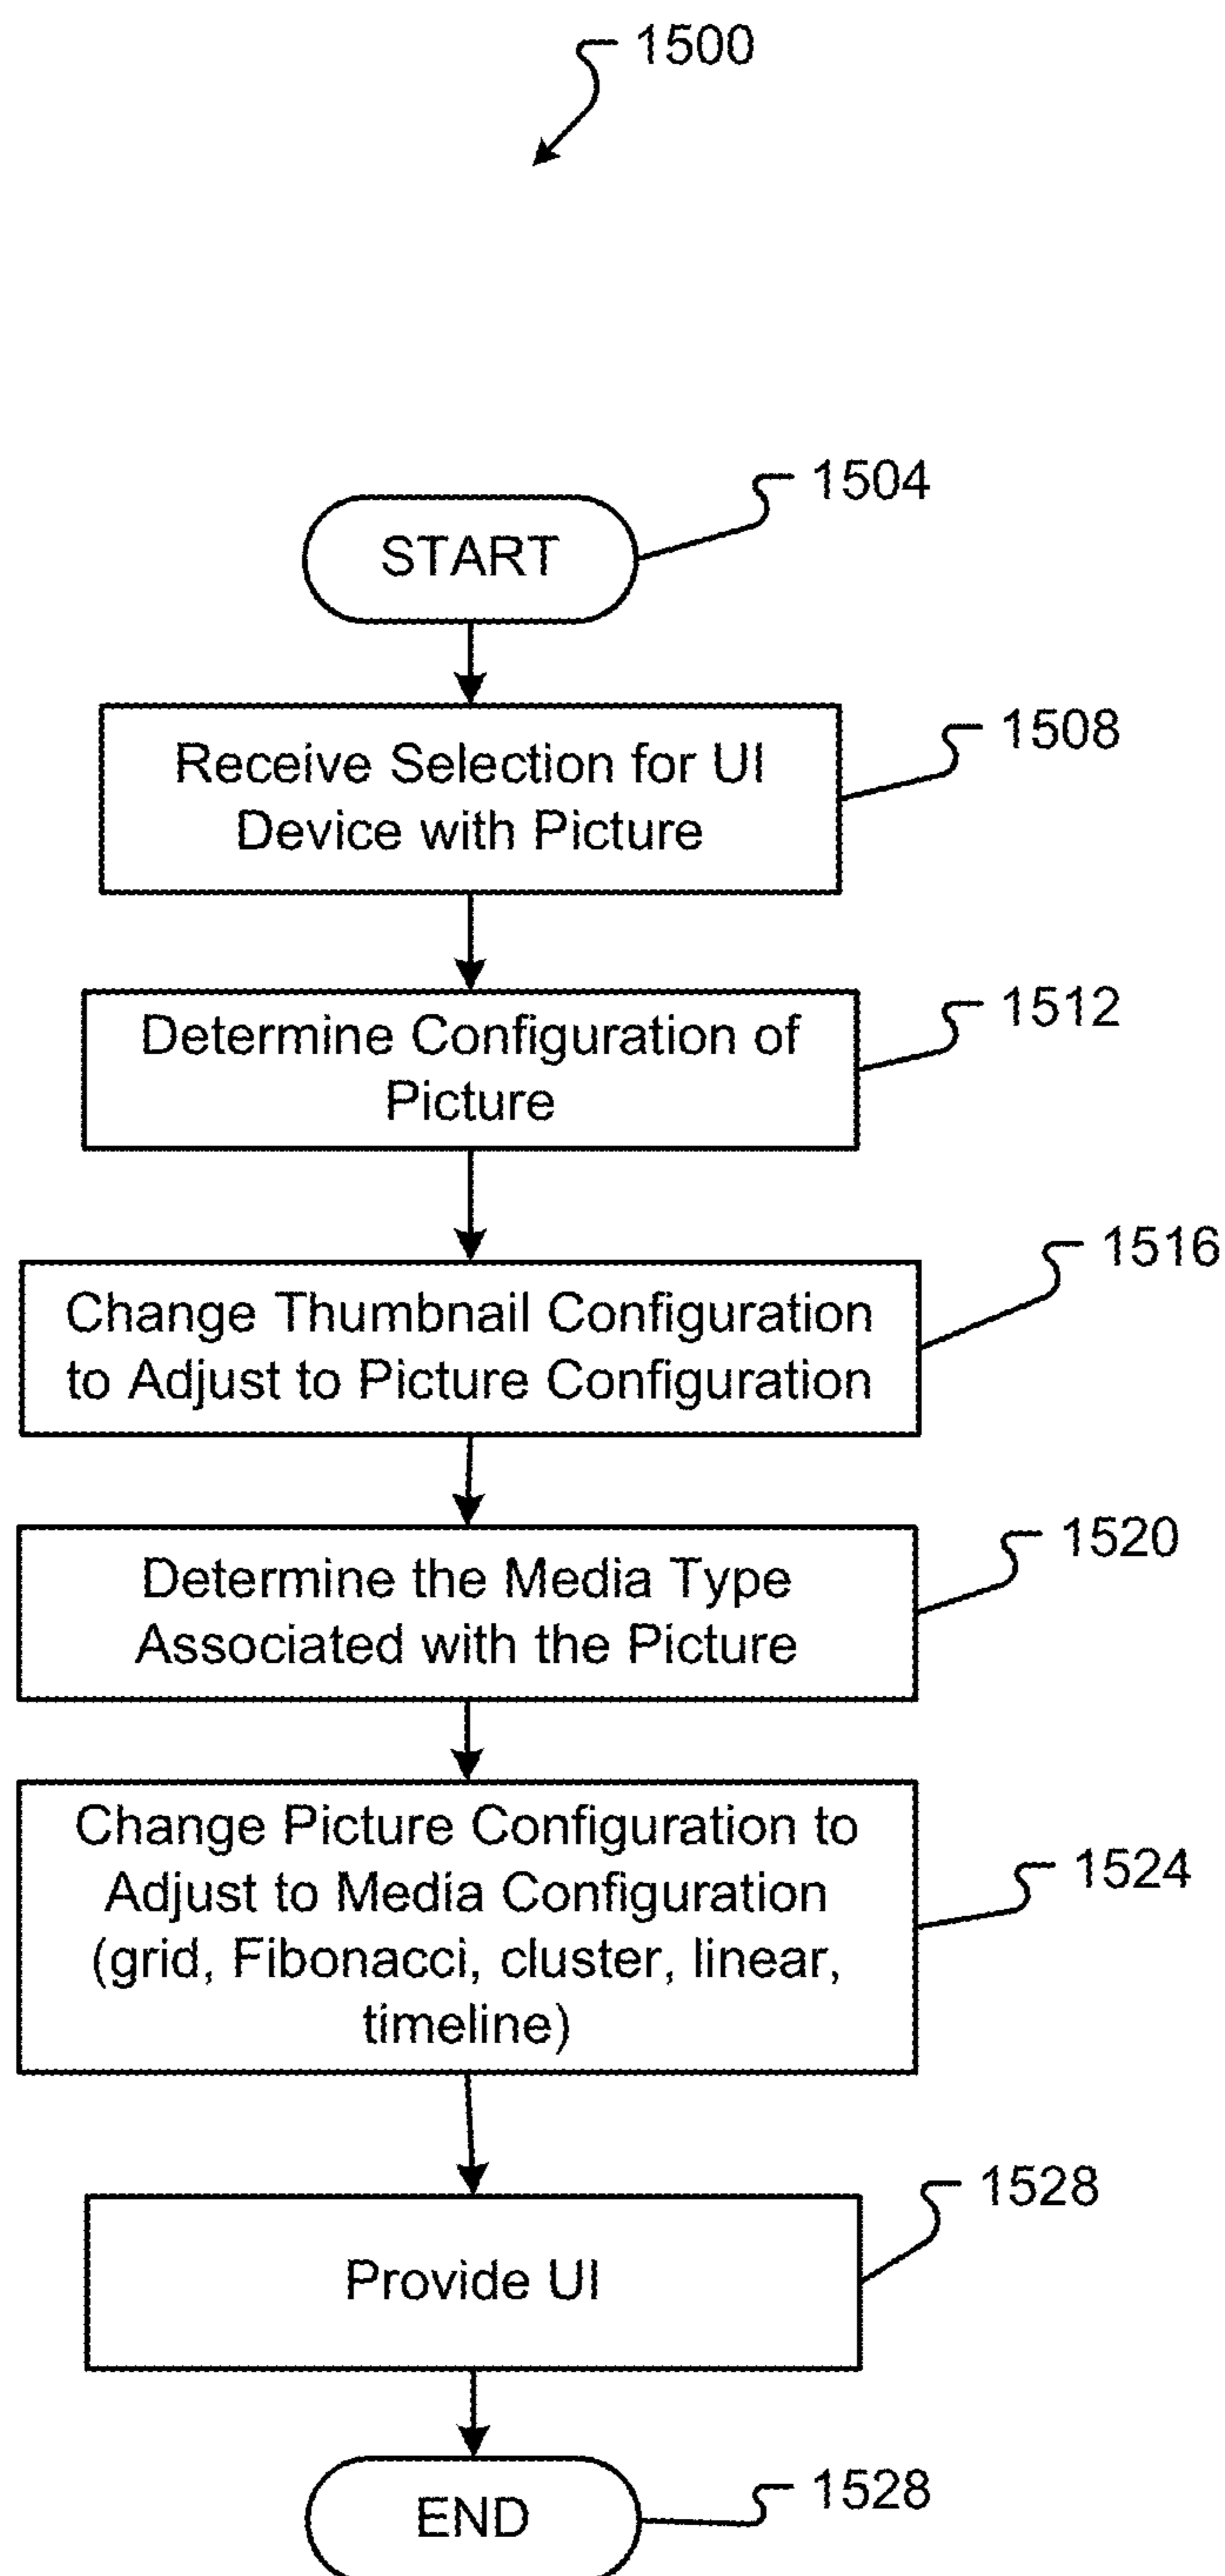 1500
START
1504
Receive Selection for UI
Device with Picture
1508
Determine Configuration of
Picture
1512
Change Thumbnail Configuration
to Adjust to Picture Configuration
1516
Determine the Media Type
Associated with the Picture
1520
Change Picture Configuration to
Adjust to Media Configuration
(grid, Fibonacci, cluster, linear,
timeline)
1524
Provide UI
1528
END
1528